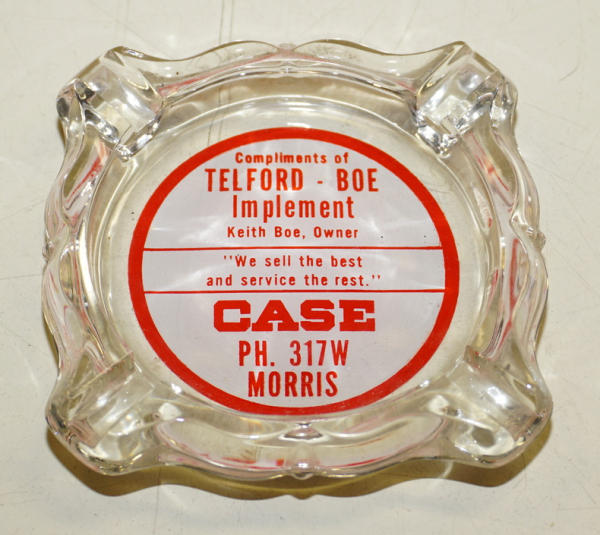 Compliments of
TELFORD - BOE
Implement
Keith Boe, Owner
"We sell the best
and service the rest."
CASE
PH. 317W
MORRIS